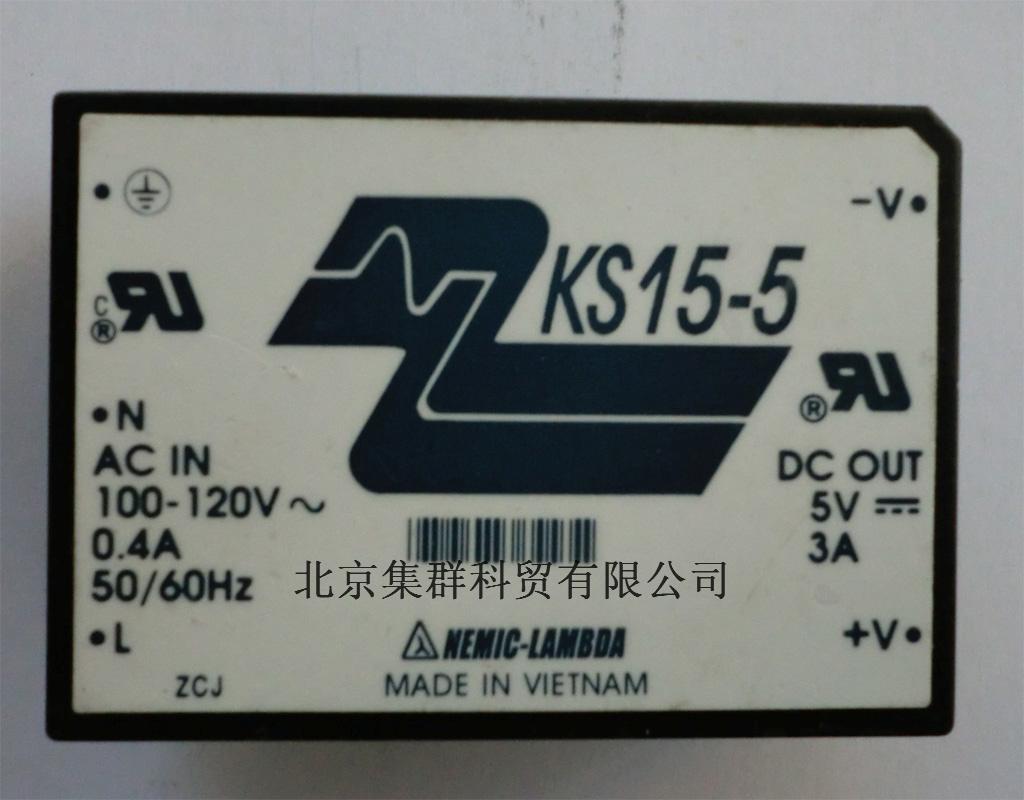 -V
KS15-5
C
®
N
AC IN
100-120V ~
0.4A
50/60Hz
L
®
DC OUT
5V
3A
+V
北京集群科贸有限公司
NEMIC-LAMBDA
MADE IN VIETNAM
ZCJ